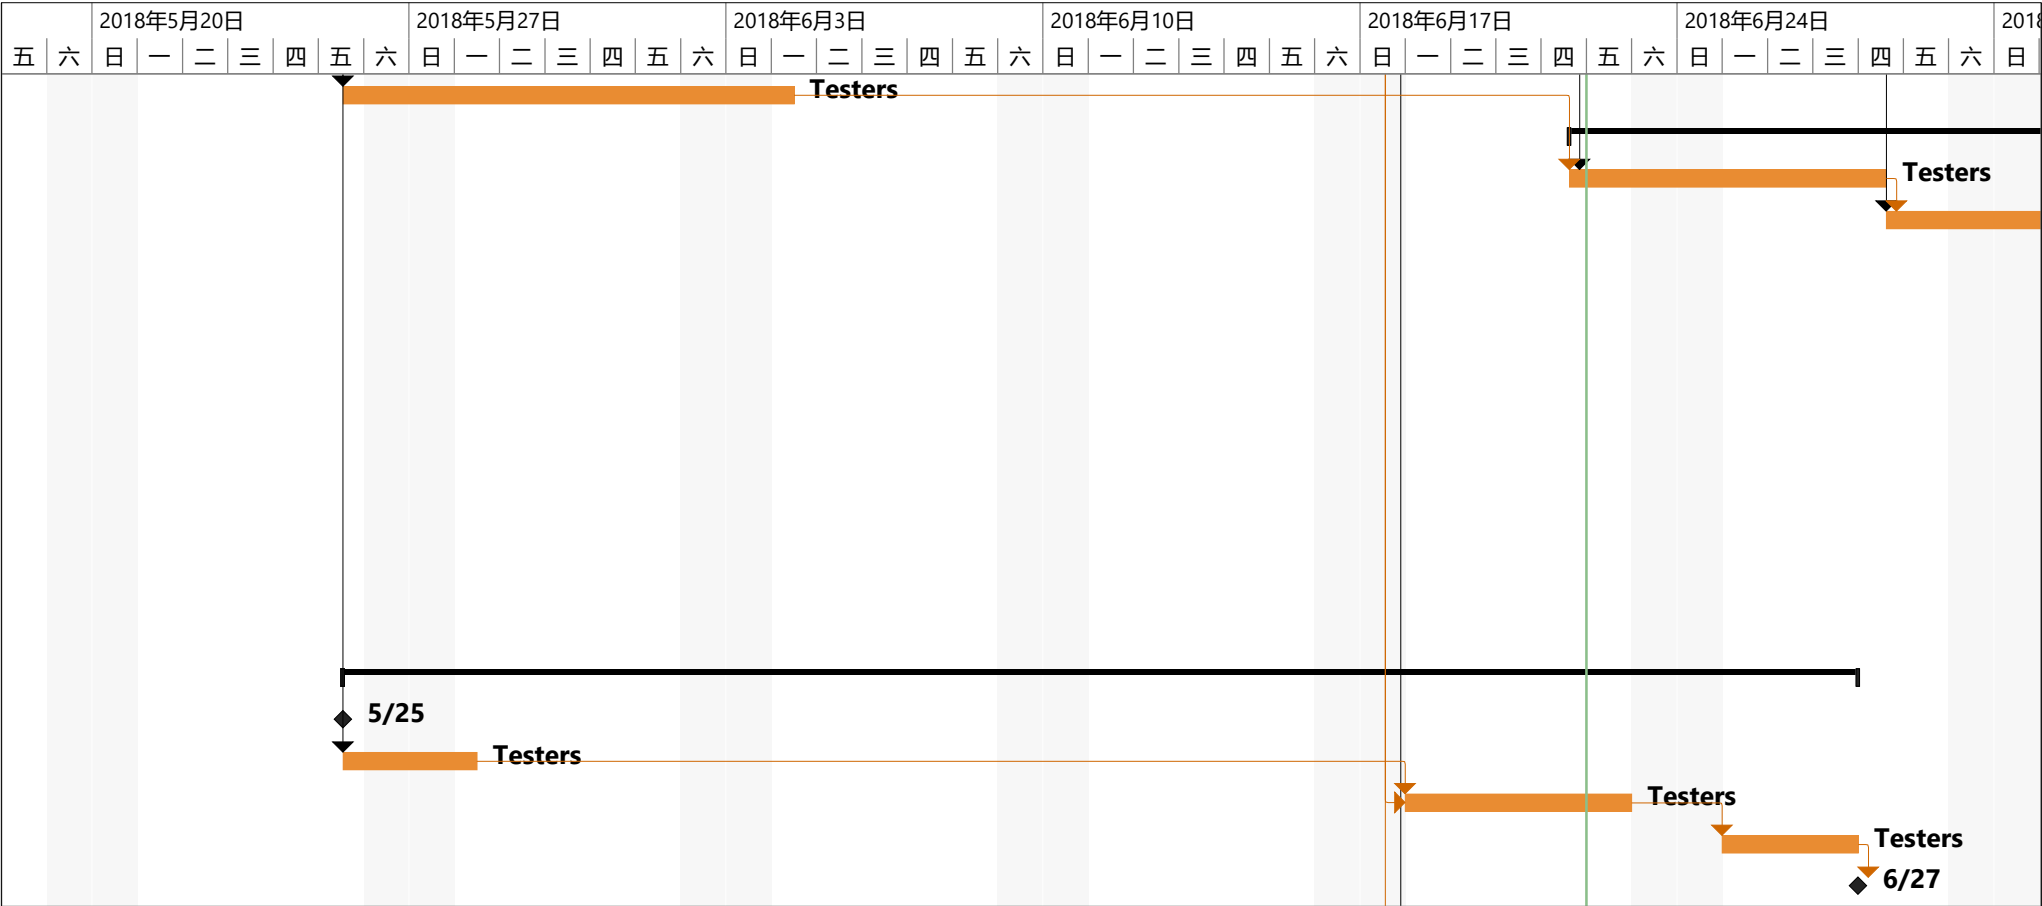 2018年5月20日 2018年5月27日 2018年6月3日 2018年6月10日 2018年6月17日 2018年6月24日 2018
五 六 日 一 二 三 四 五 六 日 一 二 三 四 五 六 日 一 二 三 四 五 六 日 一 二 三 四 五 六 日 一 二 三 四 五 六 日 一 二 三 四 五 六 日
Testers
Testers
5/25
Testers
Testers
Testers
6/27